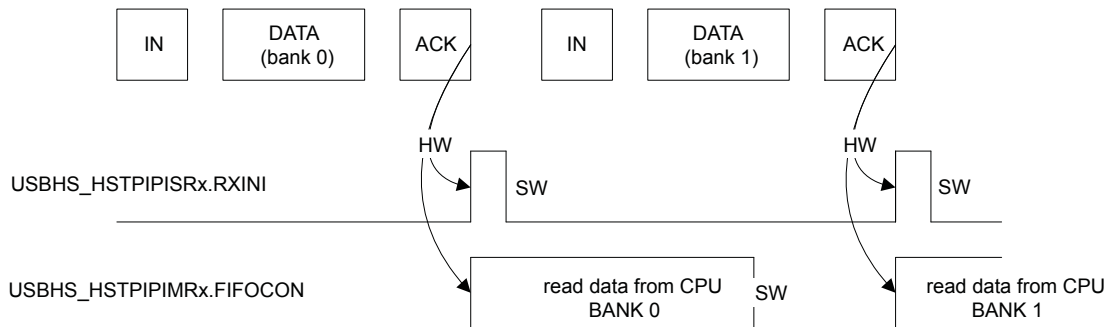 IN
DATA
(bank 0)
ACK
IN
DATA
(bank 1)
ACK
HW
HW
USBHS_HSTPIPISRx.RXINI
SW
SW
USBHS_HSTPIPIMRx.FIFOCON
read data from CPU
BANK 0
SW
read data from CPU
BANK 1